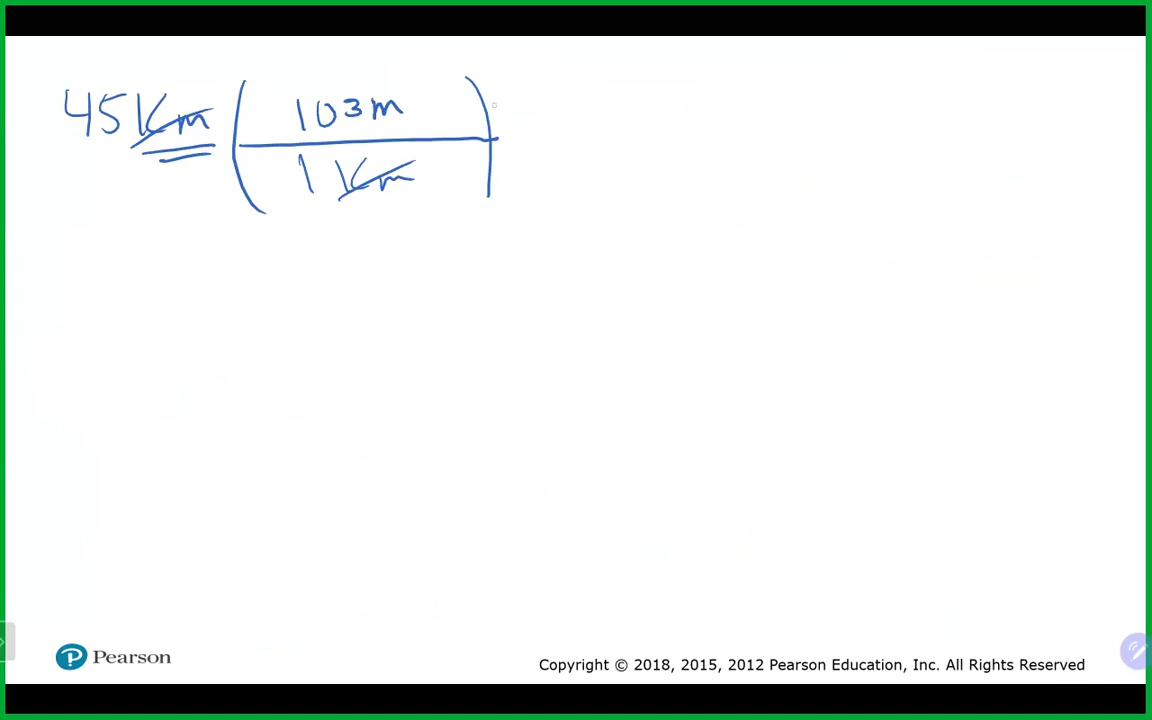 45 Km ( 103 m
1 Km )
Pearson
Copyright © 2018, 2015, 2012 Pearson Education, Inc. All Rights Reserved